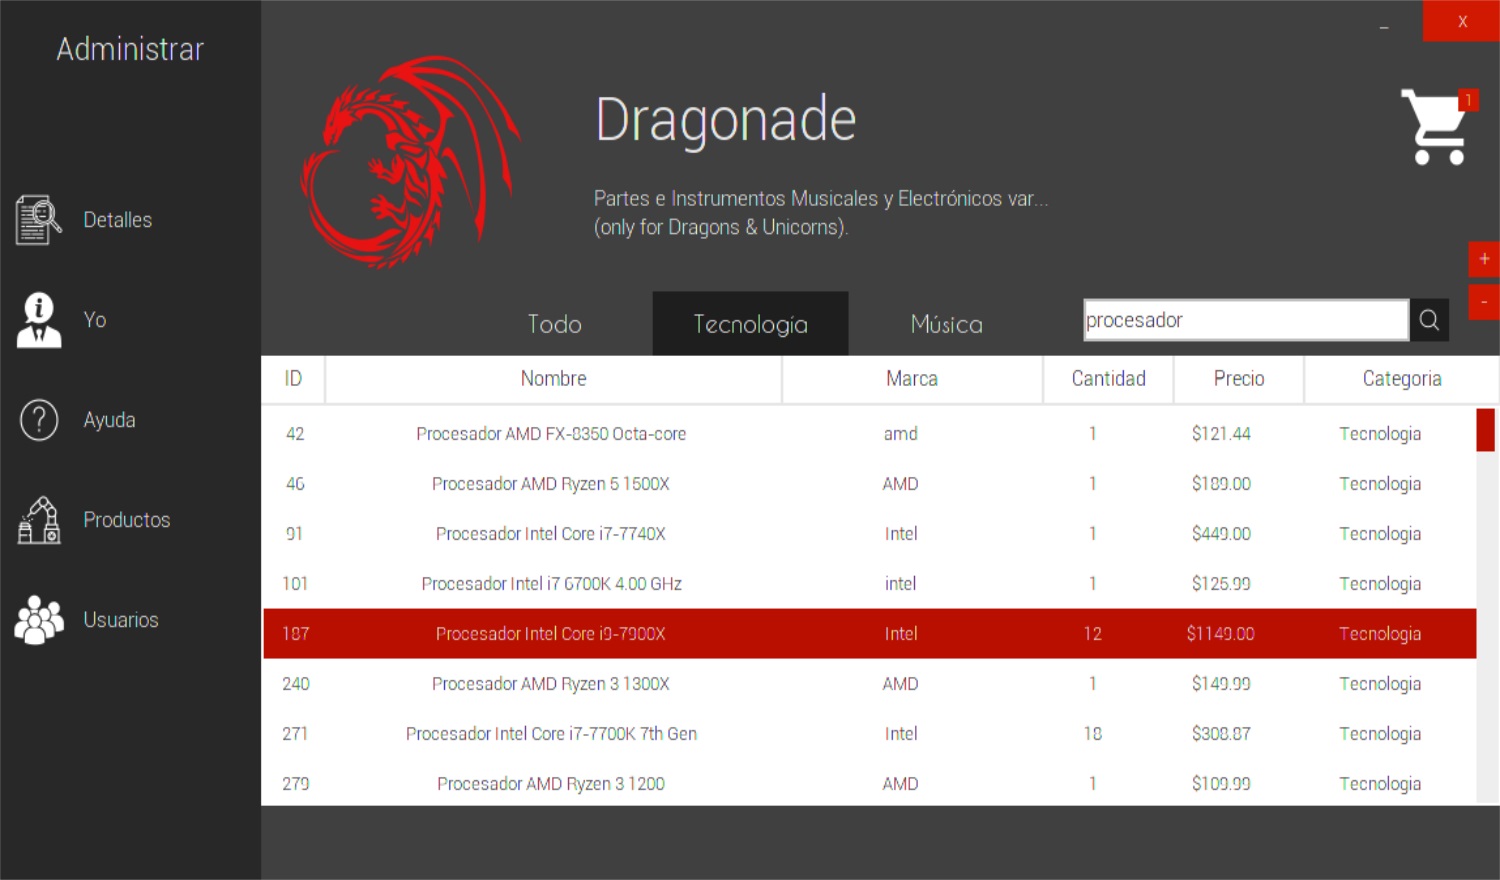 Administrar
_ X
Dragonade
1
Partes e Instrumentos Musicales y Electrónicos var...
(only for Dragons & Unicorns).
Detalles
Yo
Ayuda
Productos
Usuarios
+
-
Todo Tecnología Música procesador
ID Nombre Marca Cantidad Precio Categoria
42 Procesador AMD FX-8350 Octa-core amd 1 $121.44 Tecnologia
46 Procesador AMD Ryzen 5 1500X AMD 1 $189.00 Tecnologia
91 Procesador Intel Core i7-7740X Intel 1 $449.00 Tecnologia
101 Procesador Intel i7 6700K 4.00 GHz intel 1 $125.99 Tecnologia
187 Procesador Intel Core i9-7900X Intel 12 $1149.00 Tecnologia
240 Procesador AMD Ryzen 3 1300X AMD 1 $149.99 Tecnologia
271 Procesador Intel Core i7-7700K 7th Gen Intel 18 $308.87 Tecnologia
279 Procesador AMD Ryzen 3 1200 AMD 1 $109.99 Tecnologia